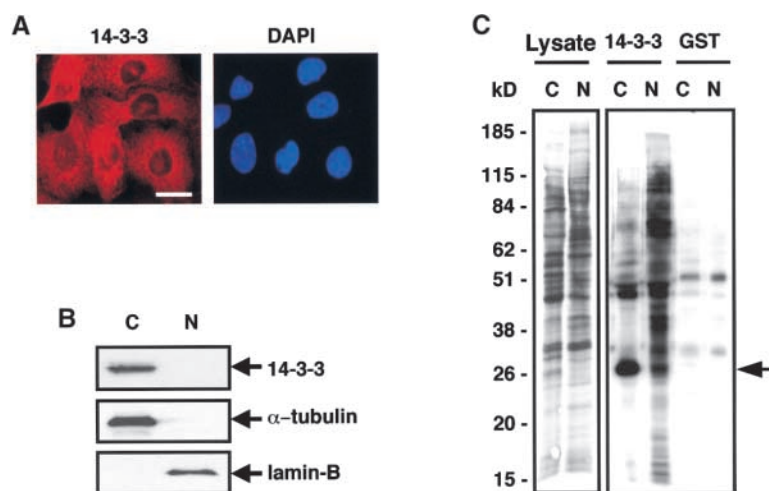 A
14-3-3 DAPI
B
C N
14-3-3
α–tubulin
lamin-B
C
Lysate 14-3-3 GST
kD C N C N C N
185 -
115 -
84 -
62 -
51 -
38 -
26 -
20 -
15 -